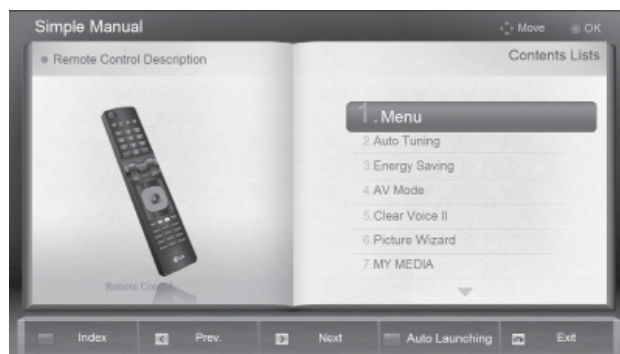 Simple Manual
Move
OK
Remote Control Description
Contents Lists
1. Menu
2.Auto Tuning
3.Energy Saving
4.AV Mode
5.Clear Voice II
6.Picture Wizard
7.MY MEDIA
LG
Remote Control
Index
Prev.
Next
Auto Launching
Exit